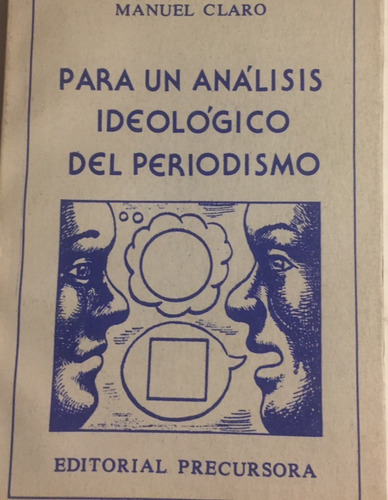 MANUEL CLARO
PARA UN ANÁLISIS
IDEOLÓGICO
DEL PERIODISMO
EDITORIAL PRECURSORA